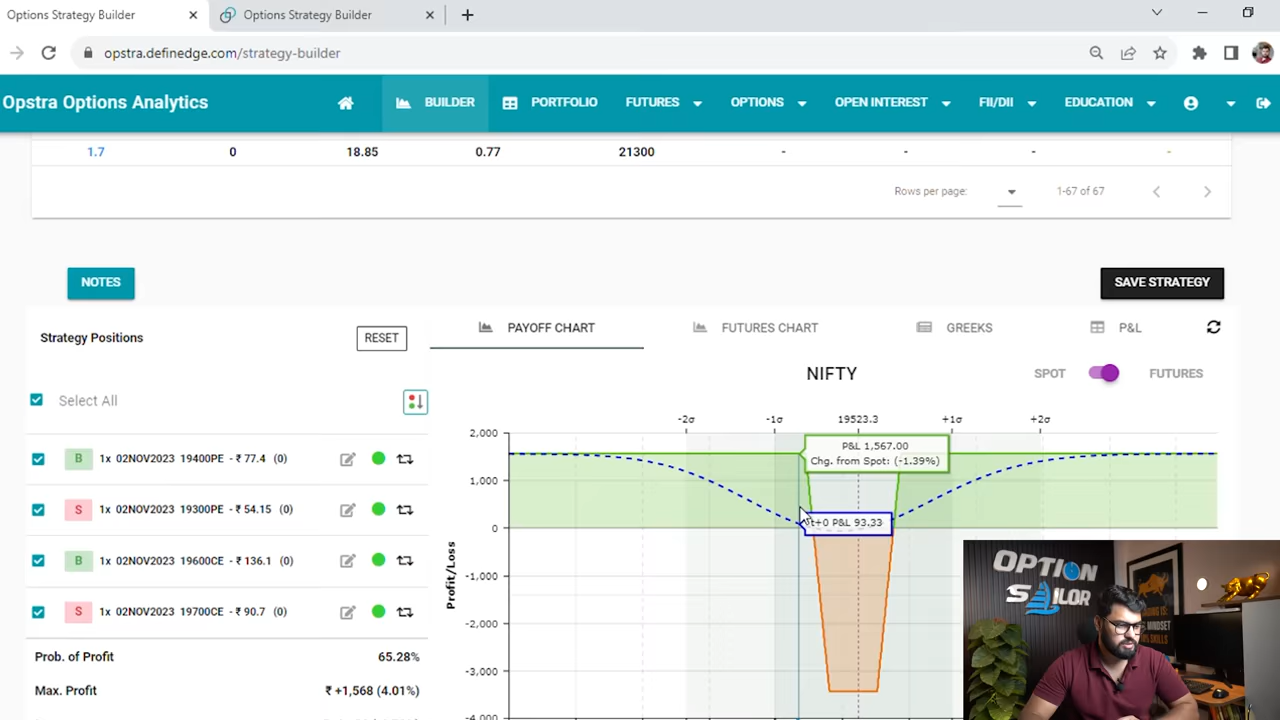 Options Strategy Builder
Options Strategy Builder
opstra.definedge.com/strategy-builder
Opstra Options Analytics
BUILDER
PORTFOLIO
FUTURES
OPTIONS
OPEN INTEREST
FII/DII
EDUCATION
1.7 0 18.85 0.77 21300 - - - -
Rows per page:
1-67 of 67
NOTES
SAVE STRATEGY
Strategy Positions
RESET
PAYOFF CHART
FUTURES CHART
GREEKS
P&L
NIFTY
SPOT
FUTURES
Select All
-2σ -1σ 19523.3 +1σ +2σ
B 1x 02NOV2023 19400PE - ₹ 77.4 (0)
S 1x 02NOV2023 19300PE - ₹ 54.15 (0)
B 1x 02NOV2023 19600CE - ₹ 136.1 (0)
S 1x 02NOV2023 19700CE - ₹ 90.7 (0)
Prob. of Profit 65.28%
Max. Profit ₹ +1,568 (4.01%)
Profit/Loss
2,000
1,000
0
-1,000
-2,000
-3,000
-4,000
P&L 1,567.00
Chg. from Spot: (-1.39%)
t+0 P&L 93.33
OPTION
SAILOR